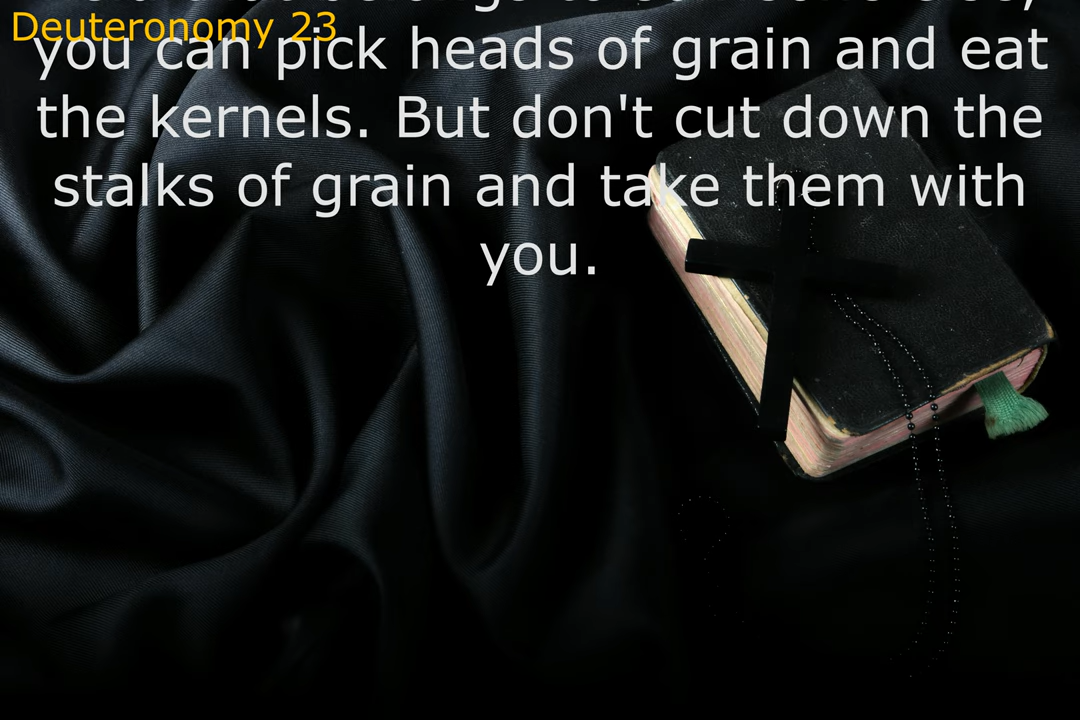 Deuteronomy 23
you can pick heads of grain and eat
the kernels. But don't cut down the
stalks of grain and take them with
you.